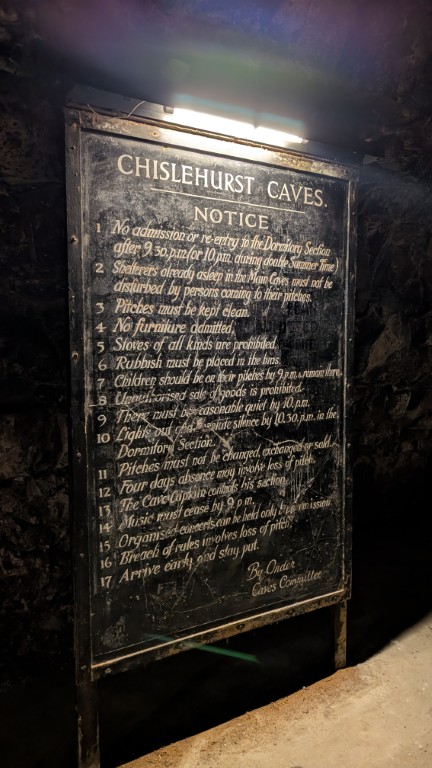 CHISLEHURST CAVES.
NOTICE
1 No admission or re-entry to the Dormitory Section
after 9.30.p.m.(or 10 p.m. during double Summer Time)
2 Shelterers already asleep in the Main Caves must not be
disturbed by persons coming to their pitches.
3 Pitches must be kept clean.
4 No furniture admitted.
5 Stoves of all kinds are prohibited.
6 Rubbish must be placed in the bins.
7 Children should be on their pitches by 9 p.m. & remain there.
8 Unauthorised sale of goods is prohibited.
9 There must be reasonable quiet by 10.p.m.
10 Lights out and absolute silence by 10.30.p.m. in the
Dormitory Section.
11 Pitches must not be changed, exchanged or sold.
12 Four days absence may involve loss of pitch.
13 The Cave Captain controls his section.
14 Music must cease by 9 p.m.
15 Organised concerts can be held only by permission.
16 Breach of rules involves loss of pitch.
17 Arrive early and stay put.
By Order
Caves Committee